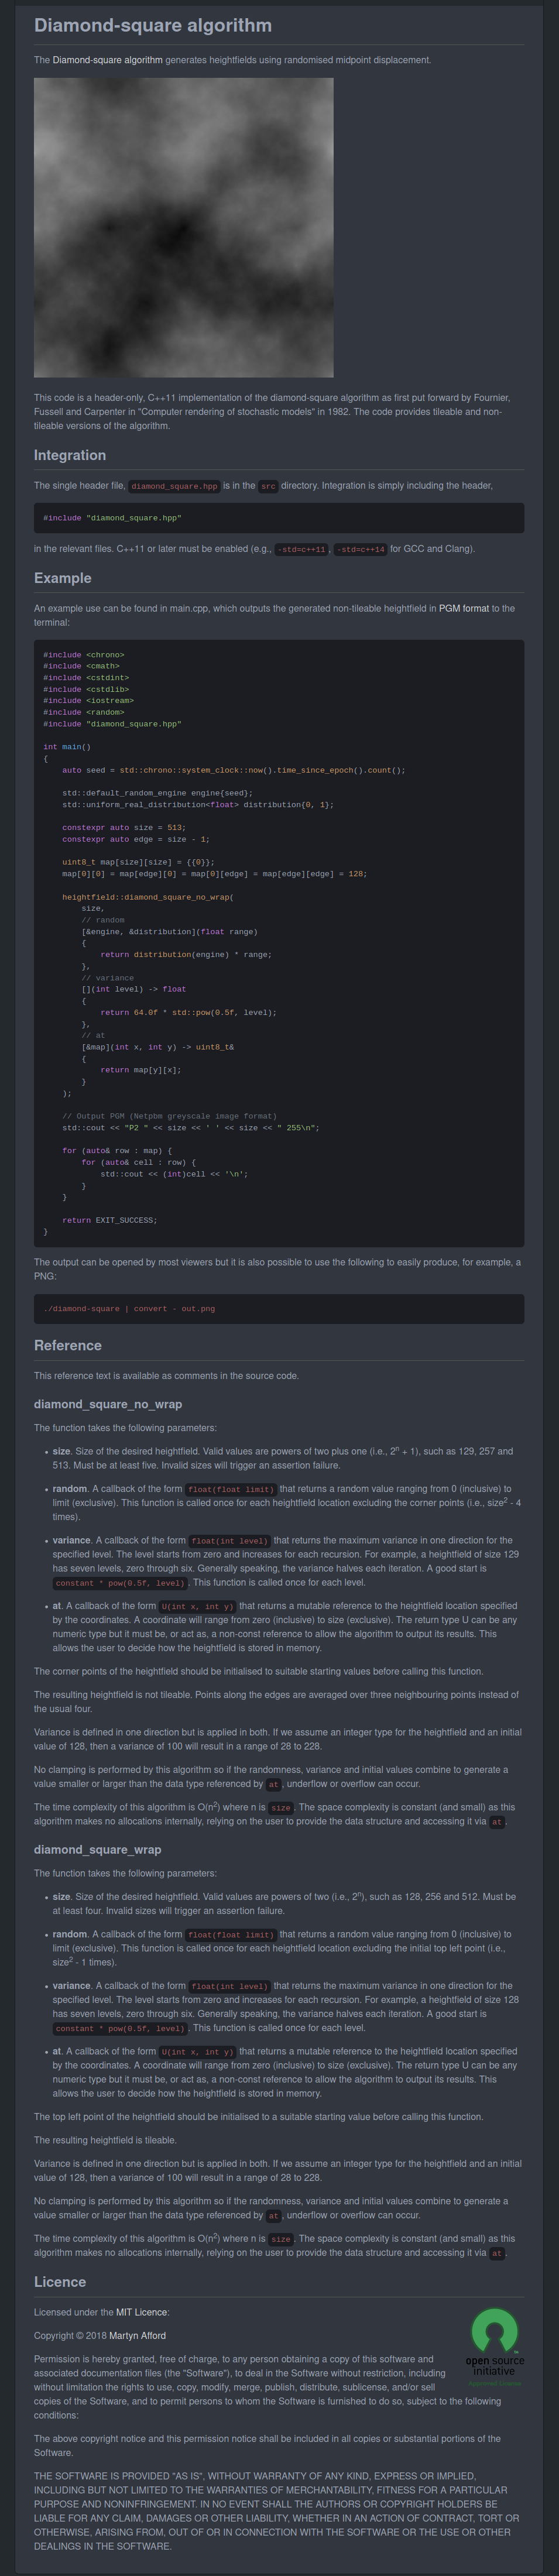 Diamond-square algorithm
The Diamond-square algorithm generates heightfields using randomised midpoint displacement.
This code is a header-only, C++11 implementation of the diamond-square algorithm as first put forward by Fournier,
Fussell and Carpenter in "Computer rendering of stochastic models" in 1982. The code provides tileable and non-
tileable versions of the algorithm.
Integration
The single header file, diamond_square.hpp is in the src directory. Integration is simply including the header,
#include "diamond_square.hpp"
in the relevant files. C++11 or later must be enabled (e.g., -std=c++11 , -std=c++14 for GCC and Clang).
Example
An example use can be found in main.cpp, which outputs the generated non-tileable heightfield in PGM format to the
terminal:
#include <chrono>
#include <cmath>
#include <cstdint>
#include <cstdlib>
#include <iostream>
#include <random>
#include "diamond_square.hpp"
int main()
{
    auto seed = std::chrono::system_clock::now().time_since_epoch().count();
    std::default_random_engine engine{seed};
    std::uniform_real_distribution<float> distribution{0, 1};
    constexpr auto size = 513;
    constexpr auto edge = size - 1;
    uint8_t map[size][size] = {{0}};
    map[0][0] = map[edge][0] = map[0][edge] = map[edge][edge] = 128;
    heightfield::diamond_square_no_wrap(
        size,
        // random
        [&engine, &distribution](float range)
        {
            return distribution(engine) * range;
        },
        // variance
        [](int level) -> float
        {
            return 64.0f * std::pow(0.5f, level);
        },
        // at
        [&map](int x, int y) -> uint8_t&
        {
            return map[y][x];
        }
    );
    // Output PGM (Netpbm greyscale image format)
    std::cout << "P2 " << size << ' ' << size << " 255\n";
    for (auto& row : map) {
        for (auto& cell : row) {
            std::cout << (int)cell << '\n';
        }
    }
    return EXIT_SUCCESS;
}
The output can be opened by most viewers but it is also possible to use the following to easily produce, for example, a
PNG:
./diamond-square | convert - out.png
Reference
This reference text is available as comments in the source code.
diamond_square_no_wrap
The function takes the following parameters:
• size. Size of the desired heightfield. Valid values are powers of two plus one (i.e., 2^n + 1), such as 129, 257 and
513. Must be at least five. Invalid sizes will trigger an assertion failure.
• random. A callback of the form float(float limit) that returns a random value ranging from 0 (inclusive) to
limit (exclusive). This function is called once for each heightfield location excluding the corner points (i.e., size^2 - 4
times).
• variance. A callback of the form float(int level) that returns the maximum variance in one direction for the
specified level. The level starts from zero and increases for each recursion. For example, a heightfield of size 129
has seven levels, zero through six. Generally speaking, the variance halves each iteration. A good start is
constant * pow(0.5f, level) . This function is called once for each level.
• at. A callback of the form U(int x, int y) that returns a mutable reference to the heightfield location specified
by the coordinates. A coordinate will range from zero (inclusive) to size (exclusive). The return type U can be any
numeric type but it must be, or act as, a non-const reference to allow the algorithm to output its results. This
allows the user to decide how the heightfield is stored in memory.
The corner points of the heightfield should be initialised to suitable starting values before calling this function.
The resulting heightfield is not tileable. Points along the edges are averaged over three neighbouring points instead of
the usual four.
Variance is defined in one direction but is applied in both. If we assume an integer type for the heightfield and an initial
value of 128, then a variance of 100 will result in a range of 28 to 228.
No clamping is performed by this algorithm so if the randomness, variance and initial values combine to generate a
value smaller or larger than the data type referenced by at , underflow or overflow can occur.
The time complexity of this algorithm is O(n^2) where n is size . The space complexity is constant (and small) as this
algorithm makes no allocations internally, relying on the user to provide the data structure and accessing it via at .
diamond_square_wrap
The function takes the following parameters:
• size. Size of the desired heightfield. Valid values are powers of two (i.e., 2^n), such as 128, 256 and 512. Must be
at least four. Invalid sizes will trigger an assertion failure.
• random. A callback of the form float(float limit) that returns a random value ranging from 0 (inclusive) to
limit (exclusive). This function is called once for each heightfield location excluding the initial top left point (i.e.,
size^2 - 1 times).
• variance. A callback of the form float(int level) that returns the maximum variance in one direction for the
specified level. The level starts from zero and increases for each recursion. For example, a heightfield of size 128
has seven levels, zero through six. Generally speaking, the variance halves each iteration. A good start is
constant * pow(0.5f, level) . This function is called once for each level.
• at. A callback of the form U(int x, int y) that returns a mutable reference to the heightfield location specified
by the coordinates. A coordinate will range from zero (inclusive) to size (exclusive). The return type U can be any
numeric type but it must be, or act as, a non-const reference to allow the algorithm to output its results. This
allows the user to decide how the heightfield is stored in memory.
The top left point of the heightfield should be initialised to a suitable starting value before calling this function.
The resulting heightfield is tileable.
Variance is defined in one direction but is applied in both. If we assume an integer type for the heightfield and an initial
value of 128, then a variance of 100 will result in a range of 28 to 228.
No clamping is performed by this algorithm so if the randomness, variance and initial values combine to generate a
value smaller or larger than the data type referenced by at , underflow or overflow can occur.
The time complexity of this algorithm is O(n^2) where n is size . The space complexity is constant (and small) as this
algorithm makes no allocations internally, relying on the user to provide the data structure and accessing it via at .
Licence
Licensed under the MIT Licence:
open source
initiative
Approved License
Copyright © 2018 Martyn Afford
Permission is hereby granted, free of charge, to any person obtaining a copy of this software and
associated documentation files (the "Software"), to deal in the Software without restriction, including
without limitation the rights to use, copy, modify, merge, publish, distribute, sublicense, and/or sell
copies of the Software, and to permit persons to whom the Software is furnished to do so, subject to the following
conditions:
The above copyright notice and this permission notice shall be included in all copies or substantial portions of the
Software.
THE SOFTWARE IS PROVIDED "AS IS", WITHOUT WARRANTY OF ANY KIND, EXPRESS OR IMPLIED,
INCLUDING BUT NOT LIMITED TO THE WARRANTIES OF MERCHANTABILITY, FITNESS FOR A PARTICULAR
PURPOSE AND NONINFRINGEMENT. IN NO EVENT SHALL THE AUTHORS OR COPYRIGHT HOLDERS BE
LIABLE FOR ANY CLAIM, DAMAGES OR OTHER LIABILITY, WHETHER IN AN ACTION OF CONTRACT, TORT OR
OTHERWISE, ARISING FROM, OUT OF OR IN CONNECTION WITH THE SOFTWARE OR THE USE OR OTHER
DEALINGS IN THE SOFTWARE.